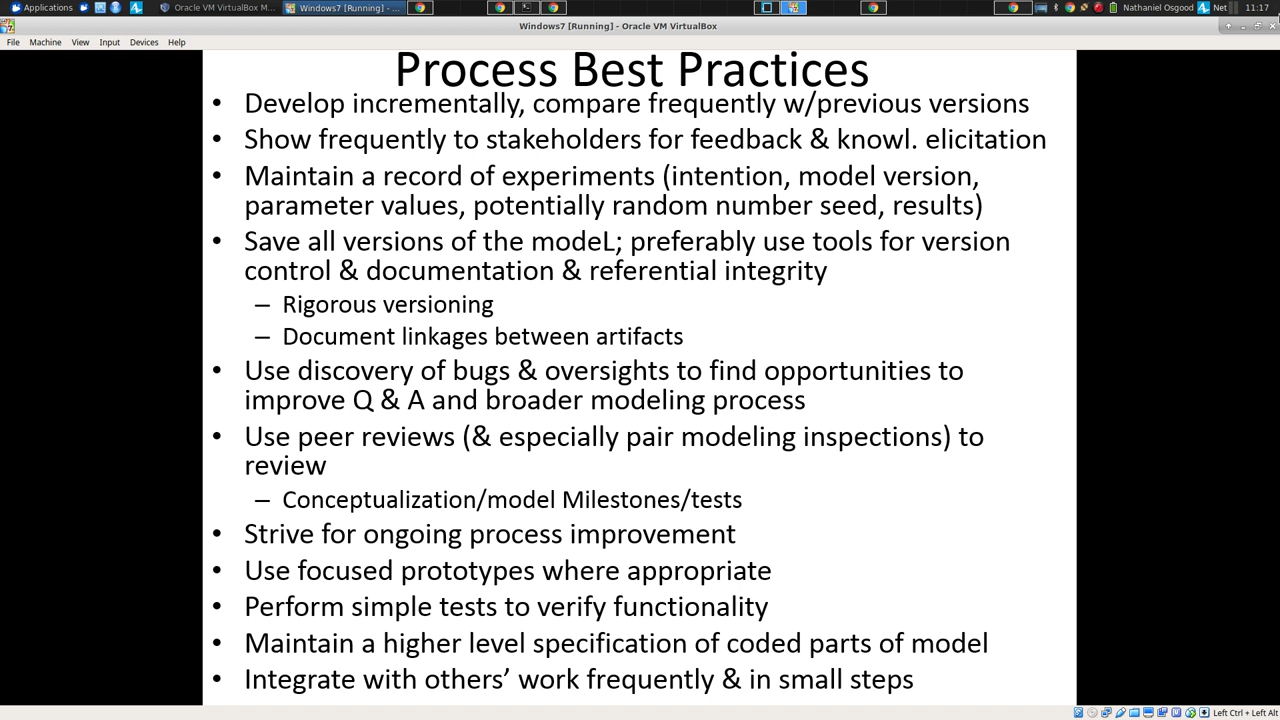 Applications
Oracle VM VirtualBox M...
Windows7 [Running] - ...
Nathaniel Osgood
Net
11:17
Windows7 [Running] - Oracle VM VirtualBox
File Machine View Input Devices Help
Process Best Practices
• Develop incrementally, compare frequently w/previous versions
• Show frequently to stakeholders for feedback & knowl. elicitation
• Maintain a record of experiments (intention, model version,
parameter values, potentially random number seed, results)
• Save all versions of the modeL; preferably use tools for version
control & documentation & referential integrity
– Rigorous versioning
– Document linkages between artifacts
• Use discovery of bugs & oversights to find opportunities to
improve Q & A and broader modeling process
• Use peer reviews (& especially pair modeling inspections) to
review
– Conceptualization/model Milestones/tests
• Strive for ongoing process improvement
• Use focused prototypes where appropriate
• Perform simple tests to verify functionality
• Maintain a higher level specification of coded parts of model
• Integrate with others’ work frequently & in small steps
Left Ctrl + Left Alt